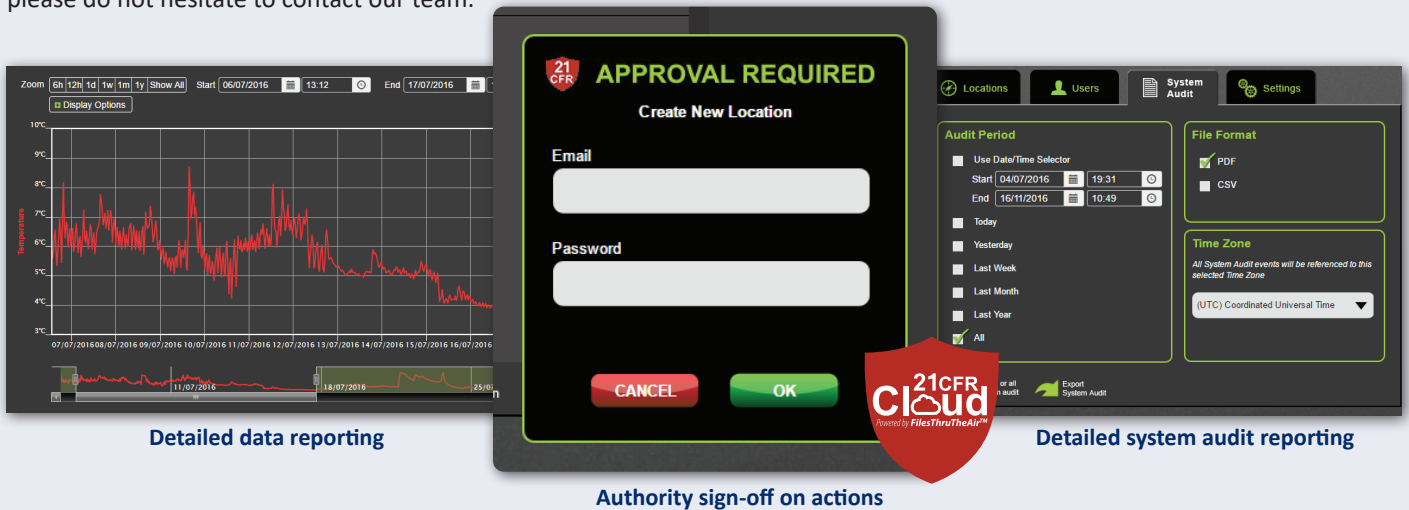 please do not hesitate to contact our team.
Zoom 6h 12h 1d 1w 1m 1y Show All Start 06/07/2016 13:12 End 17/07/2016
Display Options
10°C
9°C
8°C
7°C
6°C
5°C
4°C
3°C
Temperature
07/07/2016 08/07/2016 09/07/2016 10/07/2016 11/07/2016 12/07/2016 13/07/2016 14/07/2016 15/07/2016 16/07/2016
11/07/2016
18/07/2016
Detailed data reporting
21
CFR
APPROVAL REQUIRED
Create New Location
Email
Password
CANCEL
OK
Authority sign-off on actions
Locations
Users
System
Audit
Settings
Audit Period
Use Date/Time Selector
Start 04/07/2016 19:31
End 16/11/2016 10:49
Today
Yesterday
Last Week
Last Month
Last Year
All
or all
audit
Export
System Audit
File Format
PDF
CSV
Time Zone
All System Audit events will be referenced to this
selected Time Zone
(UTC) Coordinated Universal Time
21CFR
Cloud
Powered by FilesThruTheAir™
Detailed system audit reporting